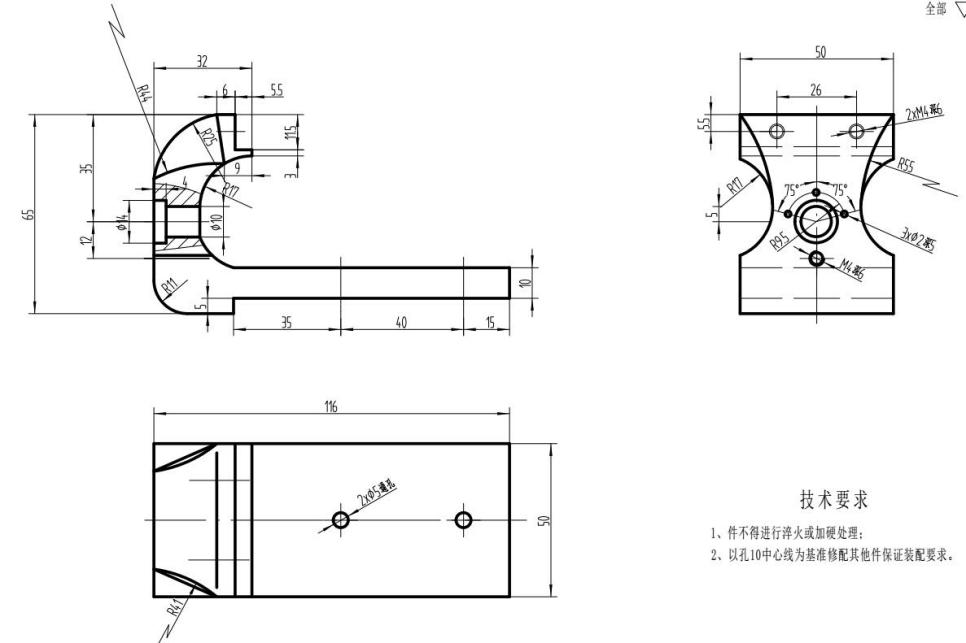 全部
32
6
5.5
R44
R25
11.5
3
9
R17
4
35
65
12
ø14
ø10
R11
5
10
35
40
15
50
26
5.5
2xM4深6
R55
R17
75°
75°
5
R9.5
3xø2深5
M4深6
116
2xø5通孔
50
R41
技术要求
1、件不得进行淬火或加硬处理；
2、以孔10中心线为基准修配其他件保证装配要求。